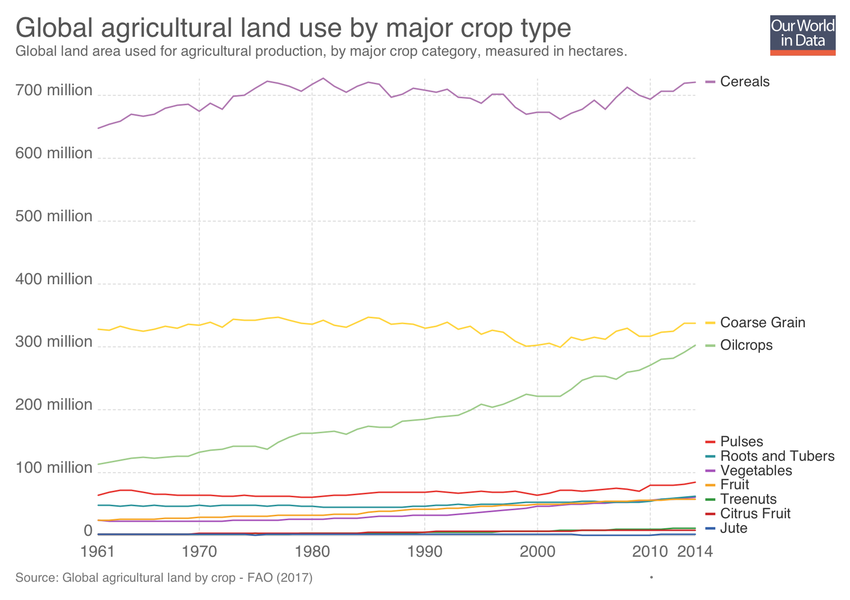 Global agricultural land use by major crop type
Global land area used for agricultural production, by major crop category, measured in hectares.
Our World
in Data
700 million
600 million
500 million
400 million
300 million
200 million
100 million
0
1961
1970
1980
1990
2000
2010
2014
Cereals
Coarse Grain
Oilcrops
Pulses
Roots and Tubers
Vegetables
Fruit
Treenuts
Citrus Fruit
Jute
Source: Global agricultural land by crop - FAO (2017)